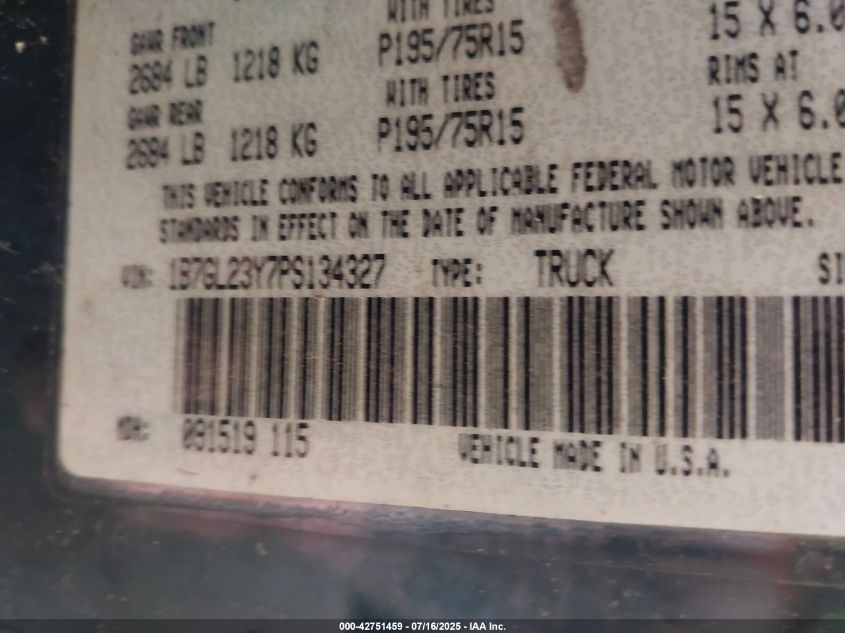 WITH TIRES
GAWR FRONT
2684 LB 1218 KG P195/75R15 15 X 6.0
WITH TIRES RIMS AT
GAWR REAR
2684 LB 1218 KG P195/75R15 15 X 6.0
THIS VEHICLE CONFORMS TO ALL APPLICABLE FEDERAL MOTOR VEHICLE
STANDARDS IN EFFECT ON THE DATE OF MANUFACTURE SHOWN ABOVE.
VIN: 1B7GL23Y7PS134327 TYPE: TRUCK SI
MDH: 091519 115 VEHICLE MADE IN U.S.A.
000-42751459 - 07/16/2025 - IAA Inc.